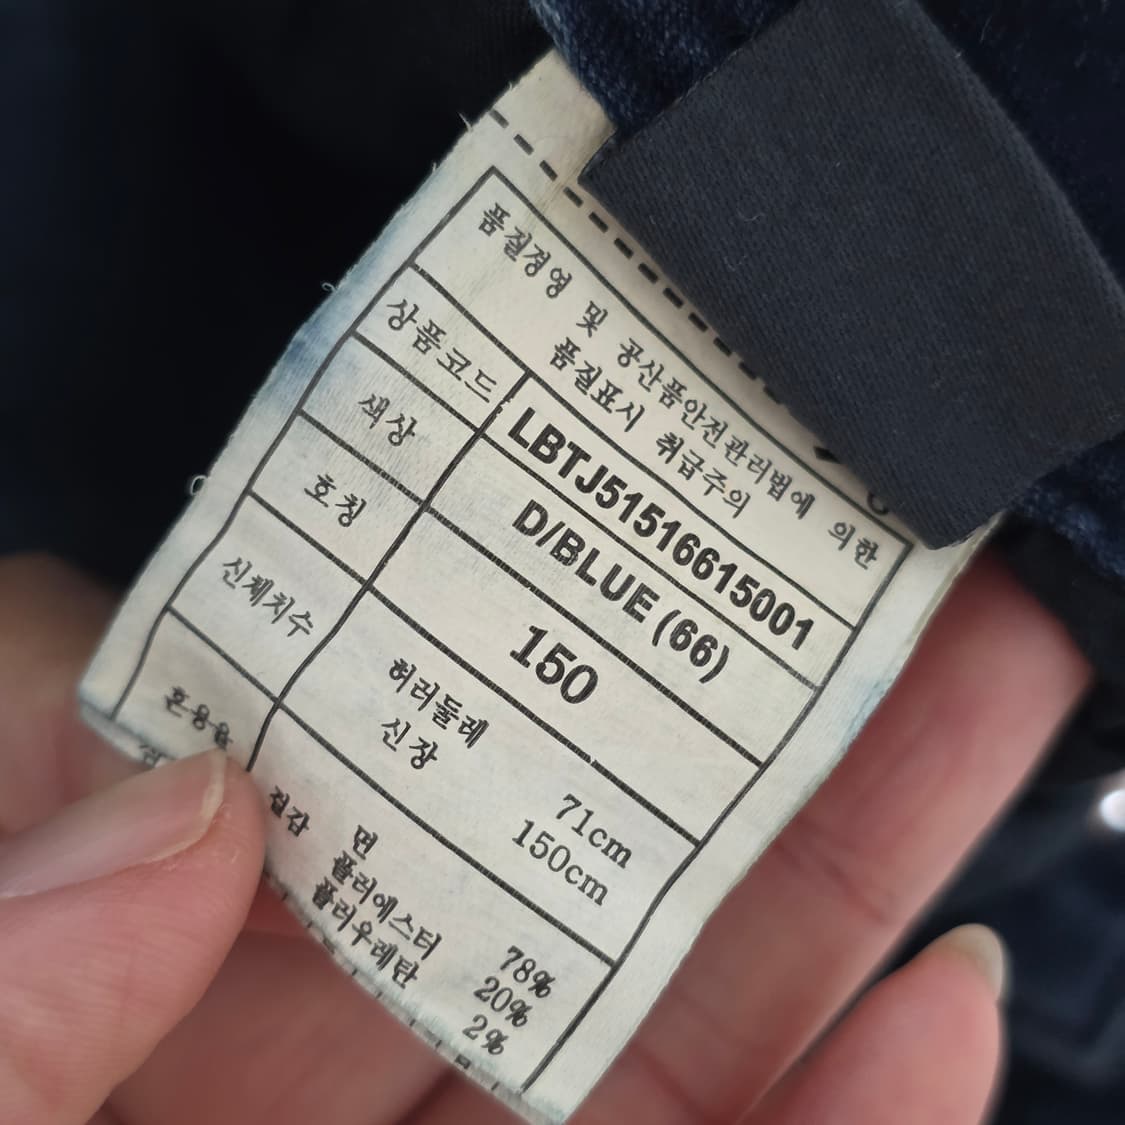 품질경영 및 공산품안전관리법에 의한
품질표시 취급주의
상품코드 LBTJ51516615001
색상 D/BLUE (66)
호칭 150
신체치수 허리둘레 71cm
신장 150cm
혼용율
겉감 면 78%
폴리에스터 20%
폴리우레탄 2%